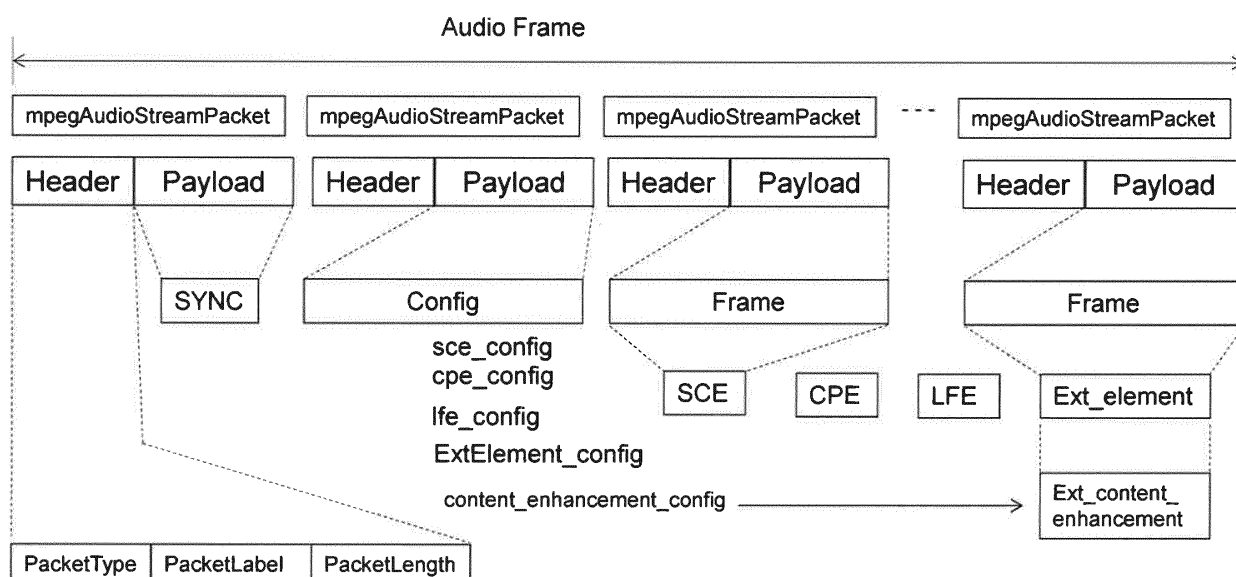 Audio Frame
mpegAudioStreamPacket mpegAudioStreamPacket mpegAudioStreamPacket mpegAudioStreamPacket
Header Payload Header Payload Header Payload Header Payload
SYNC Config Frame Frame
sce_config
cpe_config
SCE CPE LFE Ext_element
lfe_config
ExtElement_config
content_enhancement_config
Ext_content_
enhancement
PacketType PacketLabel PacketLength